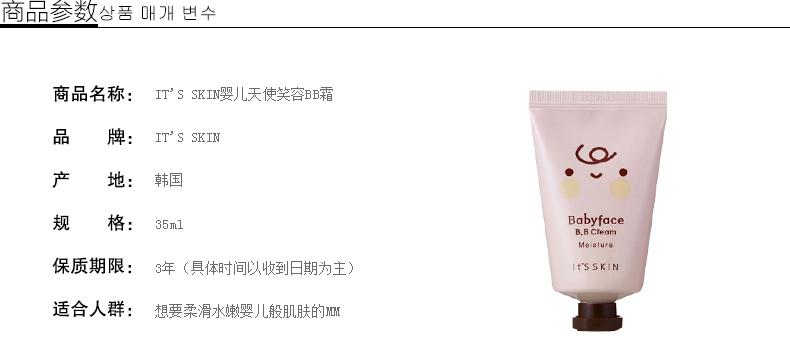 商品参数상품 매개 변수
商品名称： IT'S SKIN婴儿天使笑容BB霜
品 牌： IT'S SKIN
产 地： 韩国
规 格： 35ml
保质期限： 3年（具体时间以收到日期为主）
适合人群： 想要柔滑水嫩婴儿般肌肤的MM
Babyface
B.B Cream
Moisture
It'S SKIN